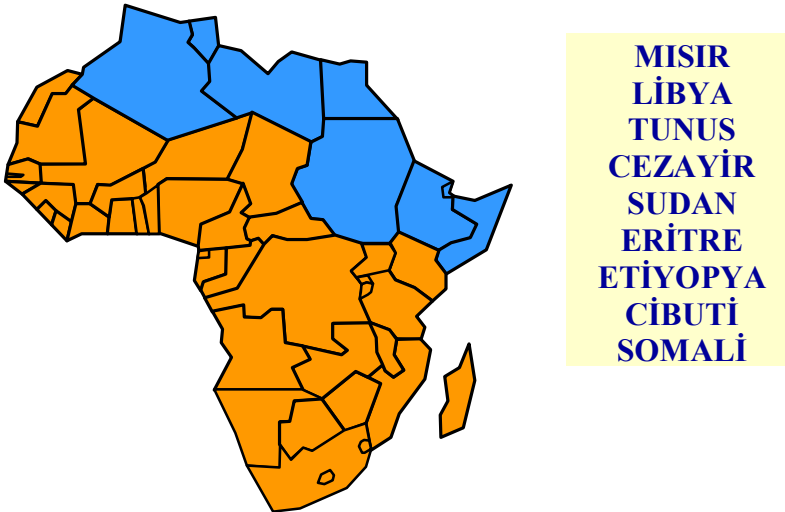 MISIR
LİBYA
TUNUS
CEZAYİR
SUDAN
ERİTRE
ETİYOPYA
CİBUTİ
SOMALİ